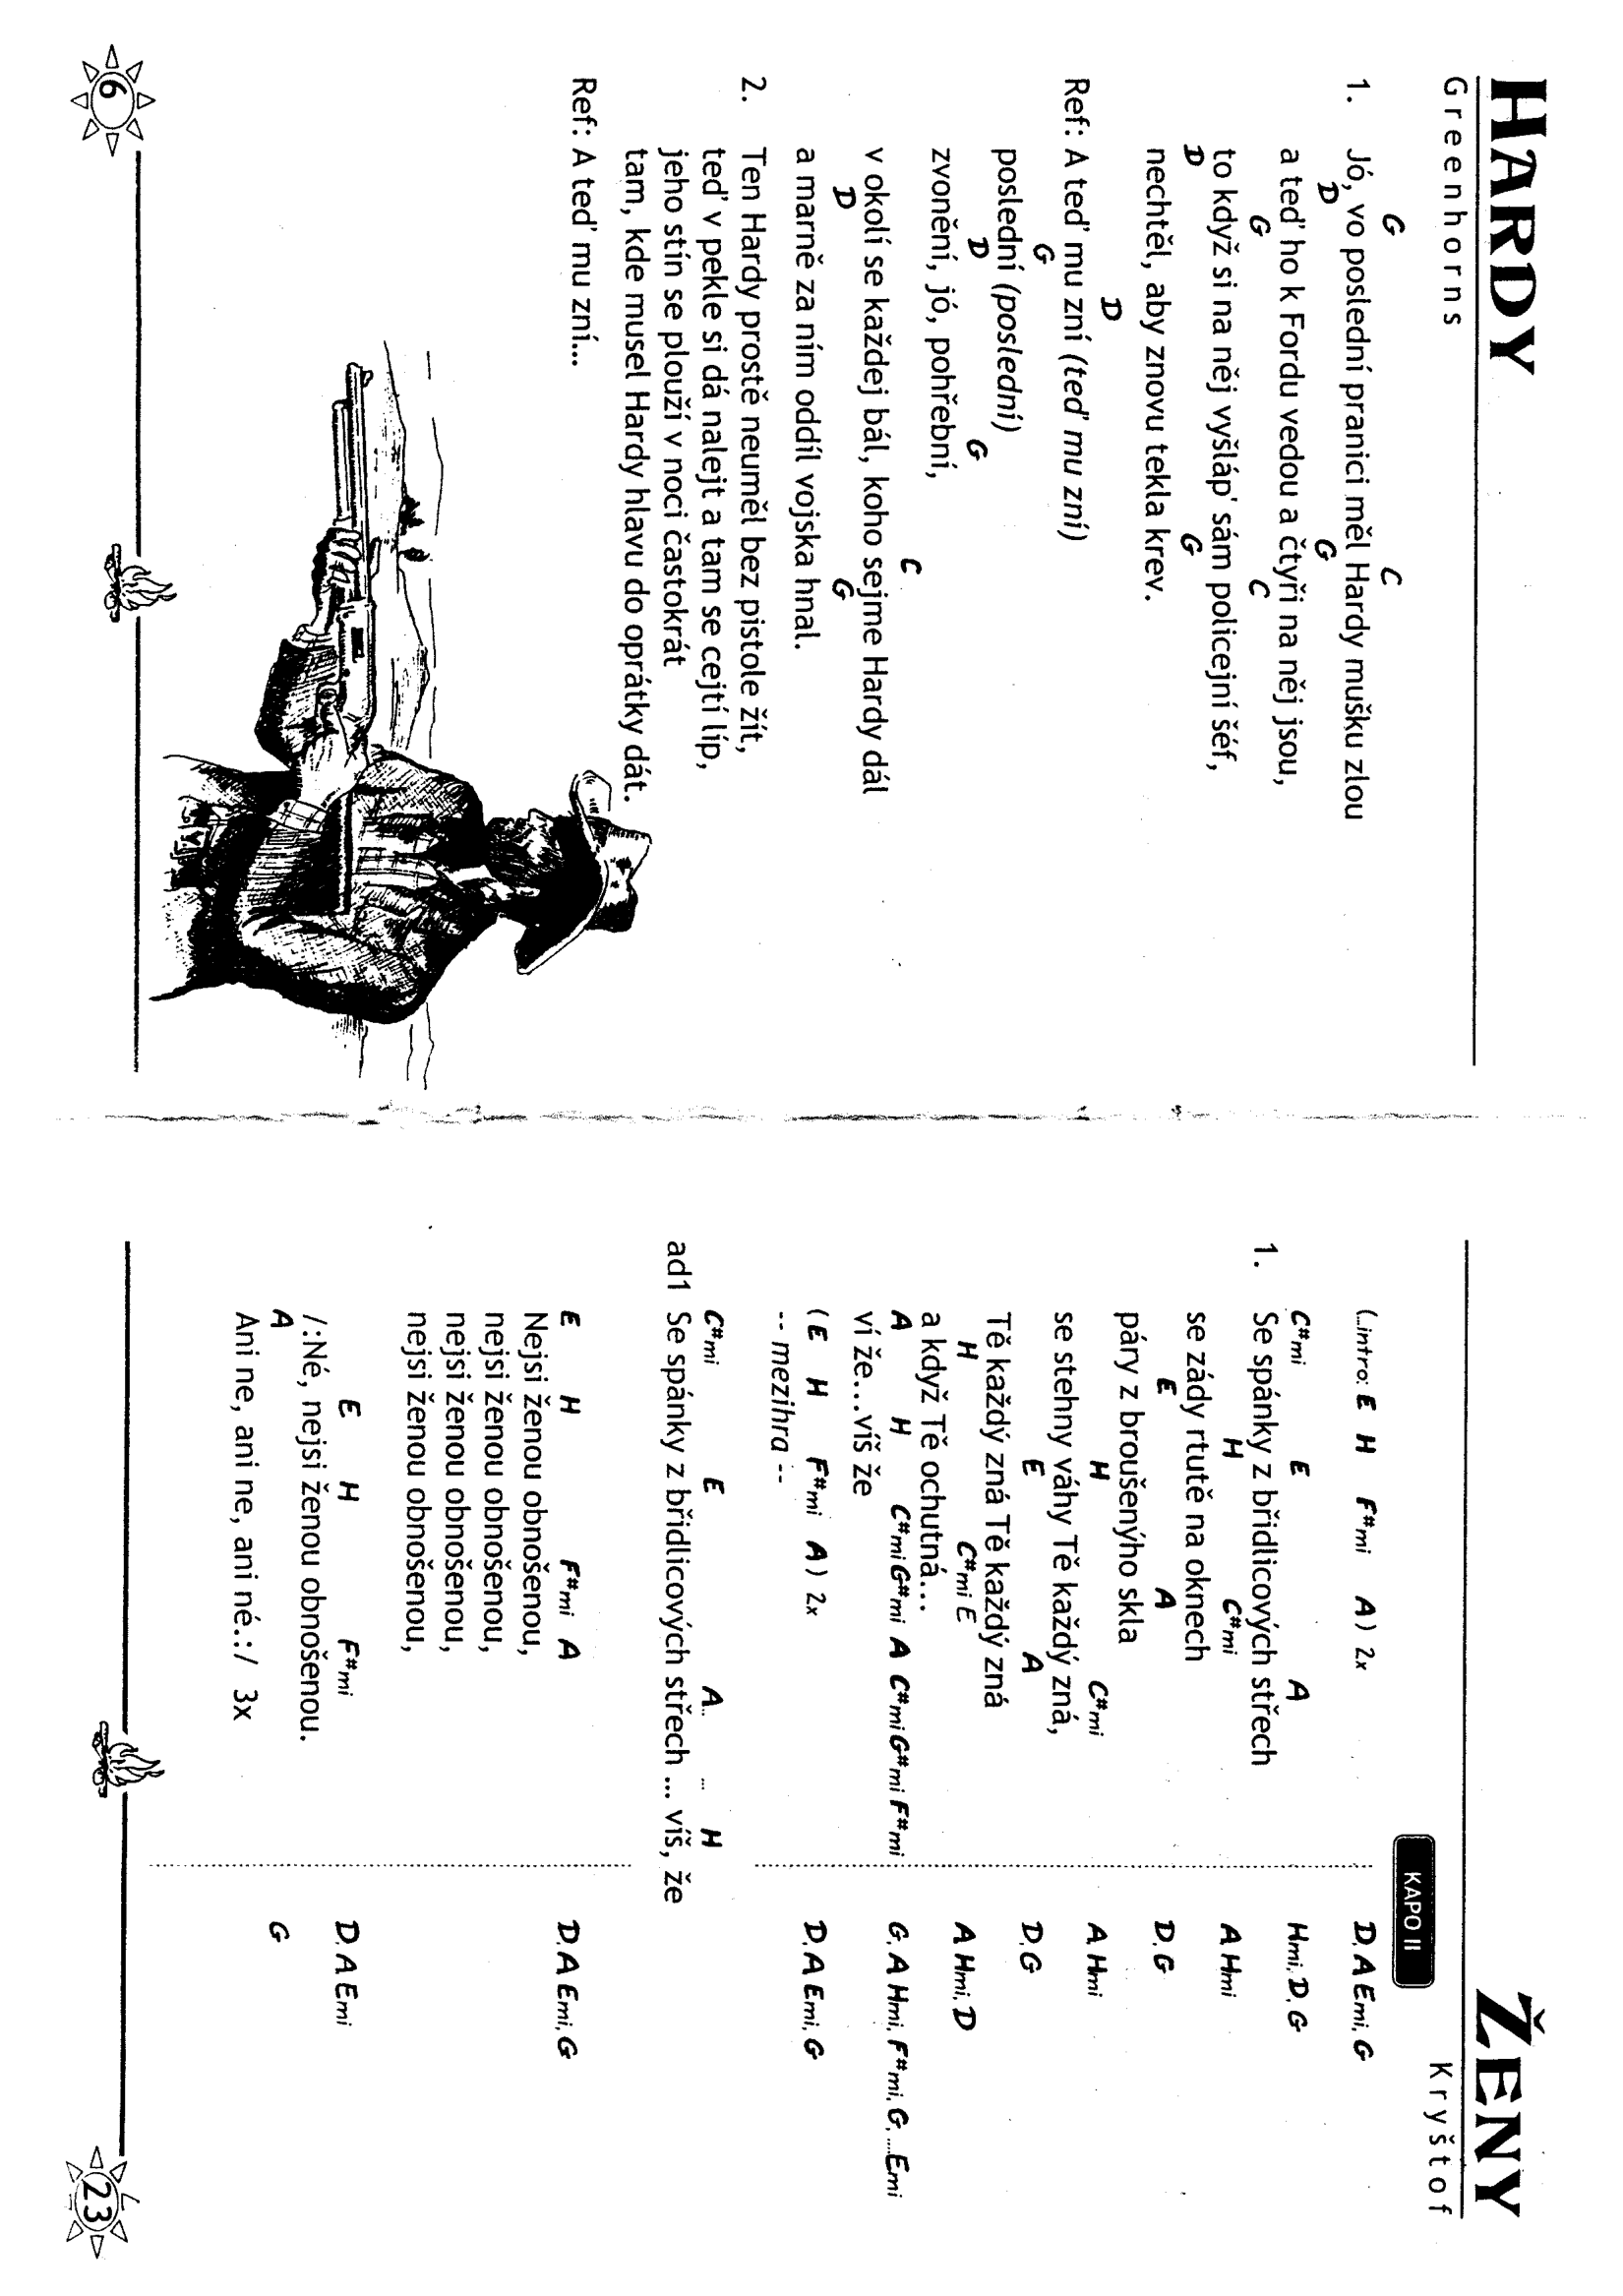 HARDY
Greenhorns
G C
1. Jó, vo poslední pranici měl Hardy mušku zlou
D G
a teď ho k Fordu vedou a čtyři na něj jsou,
G C
to když si na něj vyšláp' sám policejní šéf,
D G
nechtěl, aby znovu tekla krev.
D
Ref: A teď mu zní (teď mu zní)
G
poslední (poslední)
D G
zvonění, jó, pohřební,
C
v okolí se každej bál, koho sejme Hardy dál
D G
a marně za ním oddíl vojska hnal.
2. Ten Hardy prostě neuměl bez pistole žít,
teď v pekle si dá nalejt a tam se cejtí líp,
jeho stín se plouží v noci častokrát
tam, kde musel Hardy hlavu do oprátky dát.
Ref: A teď mu zní...
6
ŽENY
Kryštof
KAPO II
(...intro: E H F#mi A) 2x D, A Emi, G
C#mi E A Hmi, D, G
1. Se spánky z břidlicových střech
H C#mi A Hmi
se zády rtutě na oknech
E A D, G
páry z broušenýho skla
H C#mi A Hmi
se stehny váhy Tě každý zná,
E A D, G
Tě každý zná Tě každý zná
H C#mi E A Hmi, D
a když Tě ochutná...
A H C#mi G#mi A C#mi G#mi F#mi G, A Hmi, F#mi, G, ....Emi
ví že...víš že
(E H F#mi A) 2x D, A Emi, G
-- mezihra --
C#mi E A... ... H
ad1 Se spánky z břidlicových střech ... víš, že
E H F#mi A D, A Emi, G
Nejsi ženou obnošenou,
nejsi ženou obnošenou,
nejsi ženou obnošenou,
nejsi ženou obnošenou,
E H F#mi D, A Emi
/:Né, nejsi ženou obnošenou.
A G
Ani ne, ani ne, ani né.:/ 3x
23